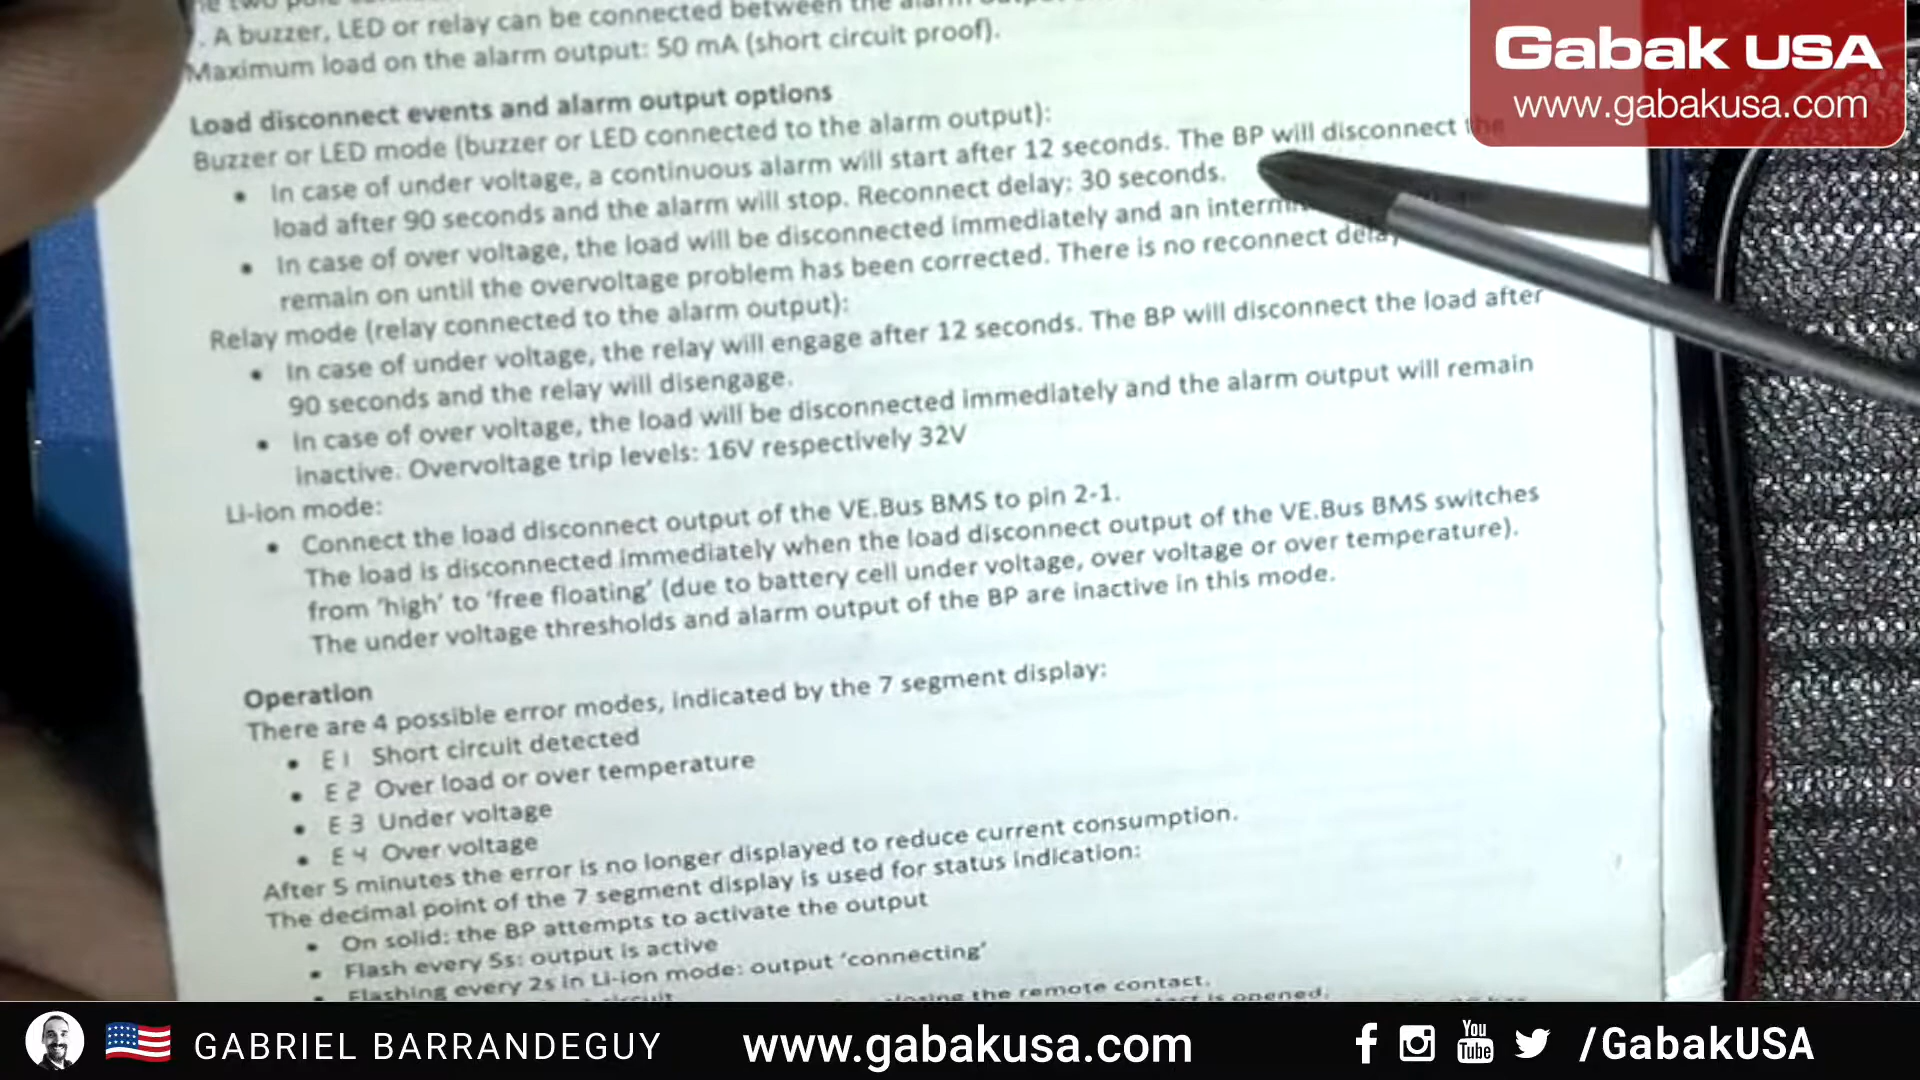 . A buzzer, LED or relay can be connected between the
Maximum load on the alarm output: 50 mA (short circuit proof).
Load disconnect events and alarm output options
Buzzer or LED mode (buzzer or LED connected to the alarm output):
• In case of under voltage, a continuous alarm will start after 12 seconds. The BP will disconnect the
load after 90 seconds and the alarm will stop. Reconnect delay: 30 seconds.
• In case of over voltage, the load will be disconnected immediately and an
remain on until the overvoltage problem has been corrected. There is no reconnect delay
Relay mode (relay connected to the alarm output):
• In case of under voltage, the relay will engage after 12 seconds. The BP will disconnect the load after
90 seconds and the relay will disengage.
• In case of over voltage, the load will be disconnected immediately and the alarm output will remain
inactive. Overvoltage trip levels: 16V respectively 32V
Li-ion mode:
• Connect the load disconnect output of the VE.Bus BMS to pin 2-1.
The load is disconnected immediately when the load disconnect output of the VE.Bus BMS switches
from 'high' to 'free floating' (due to battery cell under voltage, over voltage or over temperature).
The under voltage thresholds and alarm output of the BP are inactive in this mode.
Operation
There are 4 possible error modes, indicated by the 7 segment display:
• E 1 Short circuit detected
• E 2 Over load or over temperature
• E 3 Under voltage
• E 4 Over voltage
After 5 minutes the error is no longer displayed to reduce current consumption.
The decimal point of the 7 segment display is used for status indication:
• On solid: the BP attempts to activate the output
• Flash every 5s: output is active
• Flashing every 2s in Li-ion mode: output 'connecting'
the remote contact.
is opened.
Gabak USA
www.gabakusa.com
GABRIEL BARRANDEGUY
www.gabakusa.com
You
Tube
/GabakUSA